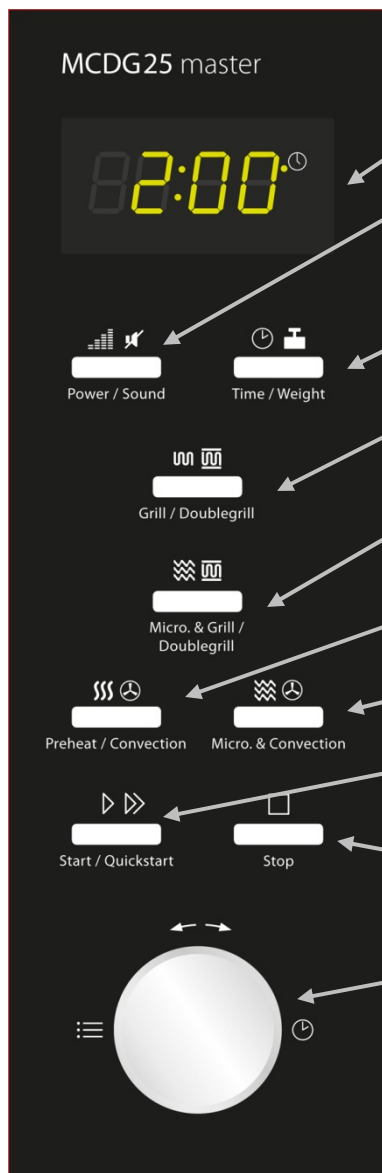 MCDG25 master
2:00
Power / Sound
Time / Weight
Grill / Doublegrill
Micro. & Grill /
Doublegrill
Preheat / Convection
Micro. & Convection
Start / Quickstart
Stop